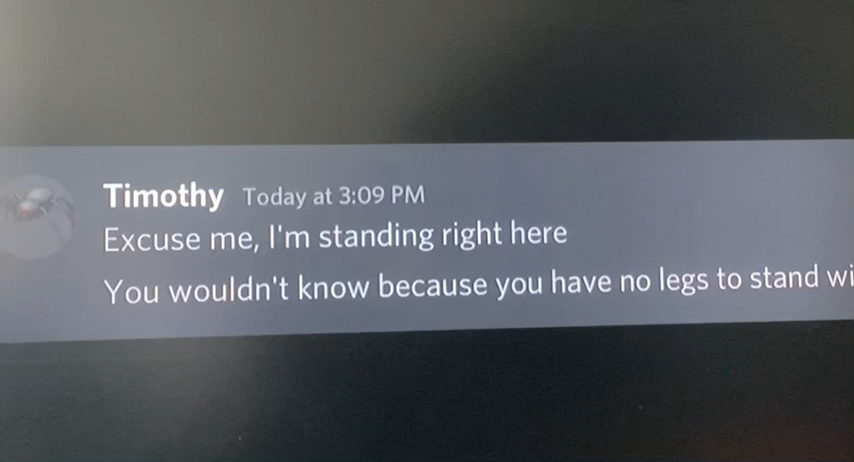 Timothy Today at 3:09 PM
Excuse me, I'm standing right here
You wouldn't know because you have no legs to stand